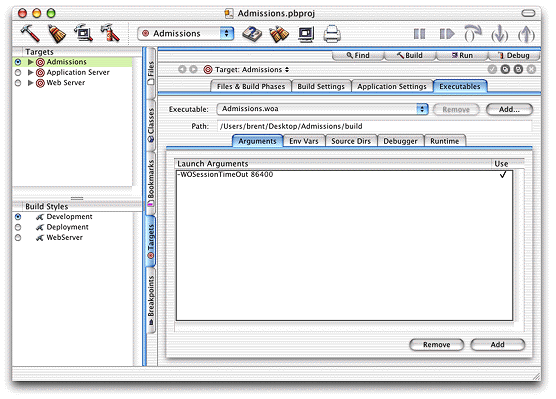 Admissions.pbproj
Admissions
Targets
Admissions
Application Server
Web Server
Build Styles
Development
Deployment
WebServer
Files
Classes
Bookmarks
Targets
Breakpoints
Find
Build
Run
Debug
Target: Admissions
Files & Build Phases
Build Settings
Application Settings
Executables
Executable: Admissions.woa Remove Add...
Path: /Users/brent/Desktop/Admissions/build
Arguments
Env Vars
Source Dirs
Debugger
Runtime
Launch Arguments Use
-WOSessionTimeOut 86400
Remove Add